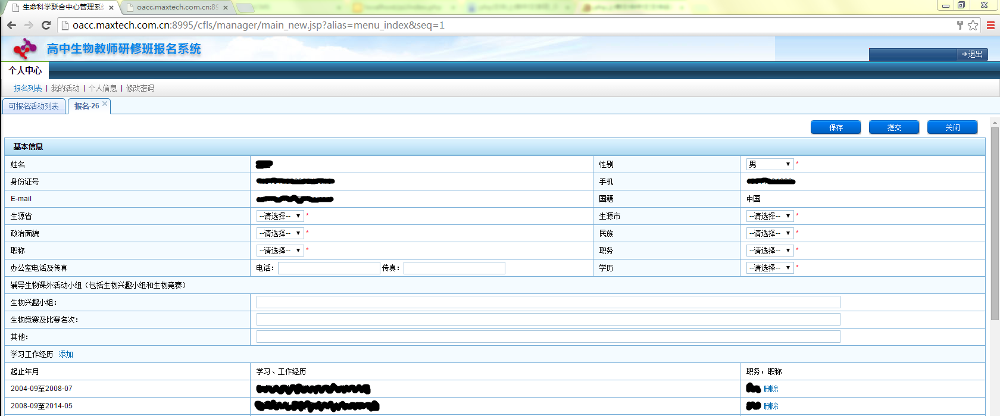 生命科学联合中心管理系
oacc.maxtech.com.cn:89
oacc.maxtech.com.cn:8995/cfls/manager/main_new.jsp?alias=menu_index&seq=1
高中生物教师研修班报名系统
→退出
个人中心
报名列表 | 我的活动 | 个人信息 | 修改密码
可报名活动列表 报名-26
保存 提交 关闭
基本信息
姓名 性别 男 *
身份证号 手机
E-mail 国籍 中国
生源省 --请选择-- * 生源市 --请选择-- *
政治面貌 --请选择-- * 民族 --请选择-- *
职称 --请选择-- * 职务 --请选择-- *
办公室电话及传真 电话: 传真: 学历 --请选择-- *
辅导生物课外活动小组(包括生物兴趣小组和生物竞赛)
生物兴趣小组:
生物竞赛及比赛名次:
其他:
学习工作经历 添加
起止年月 学习、工作经历 职务,职称
2004-09至2008-07 删除
2008-09至2014-05 删除